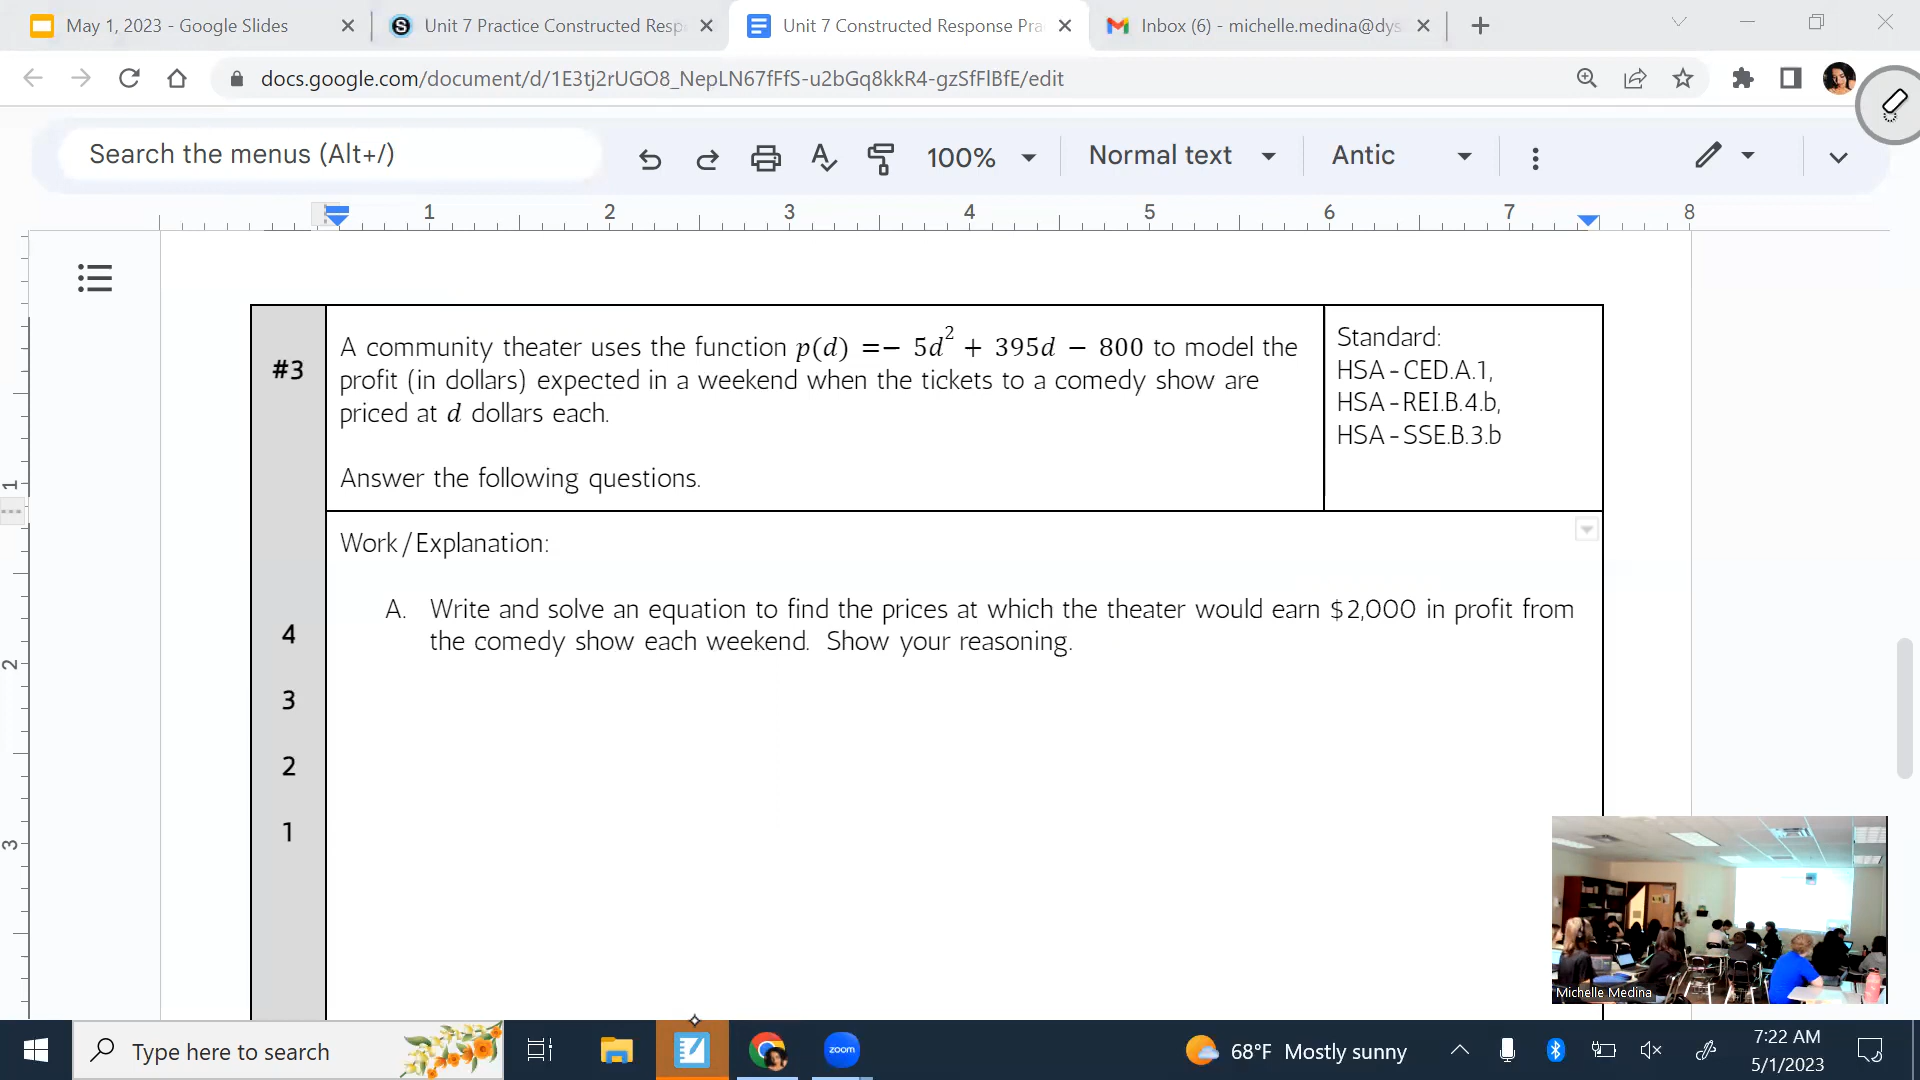 May 1, 2023 - Google Slides
Unit 7 Practice Constructed Resp
Unit 7 Constructed Response Pra
Inbox (6) - michelle.medina@dys
docs.google.com/document/d/1E3tj2rUGO8_NepLN67fFfS-u2bGq8kkR4-gzSfFlBfE/edit
Search the menus (Alt+/)
100%
Normal text
Antic
1 2 3 4 5 6 7 8
#3
A community theater uses the function p(d) =− 5d² + 395d − 800 to model the
profit (in dollars) expected in a weekend when the tickets to a comedy show are
priced at d dollars each.
Answer the following questions.
Standard:
HSA-CED.A.1,
HSA-REI.B.4.b,
HSA-SSE.B.3.b
Work/Explanation:
A. Write and solve an equation to find the prices at which the theater would earn $2,000 in profit from
the comedy show each weekend. Show your reasoning.
4
3
2
1
1
2
3
Michelle Medina
Type here to search
zoom
68°F Mostly sunny
7:22 AM
5/1/2023